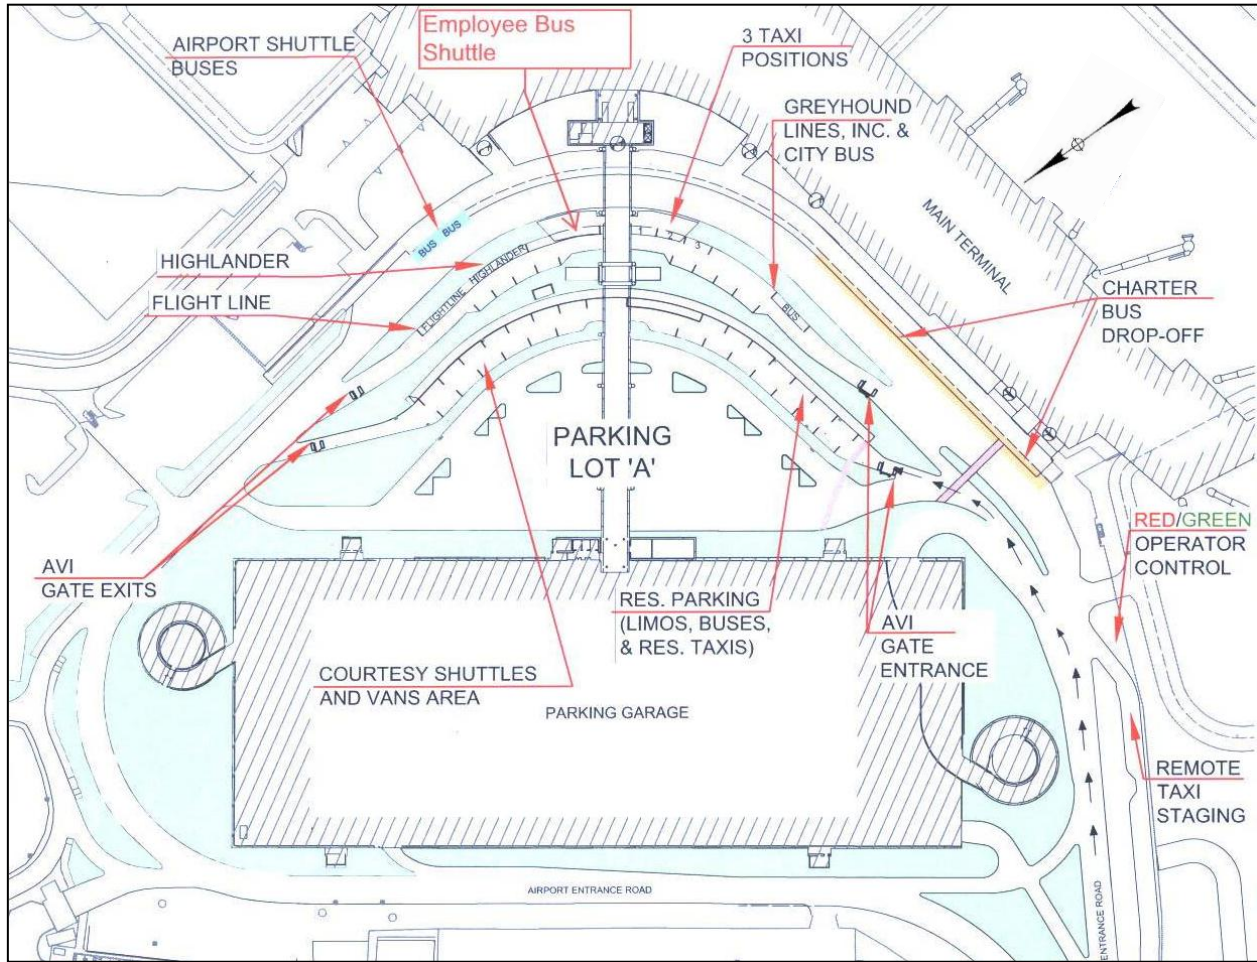 AIRPORT SHUTTLE
BUSES
Employee Bus
Shuttle
3 TAXI
POSITIONS
GREYHOUND
LINES, INC. &
CITY BUS
MAIN TERMINAL
BUS BUS
HIGHLANDER
FLIGHT LINE
FLIGHTLINE HIGHLANDER
2 3
BUS
CHARTER
BUS
DROP-OFF
PARKING
LOT 'A'
RED/GREEN
OPERATOR
CONTROL
AVI
GATE EXITS
RES. PARKING
(LIMOS, BUSES,
& RES. TAXIS)
AVI
GATE
ENTRANCE
COURTESY SHUTTLES
AND VANS AREA
PARKING GARAGE
REMOTE
TAXI
STAGING
AIRPORT ENTRANCE ROAD
ENTRANCE ROAD